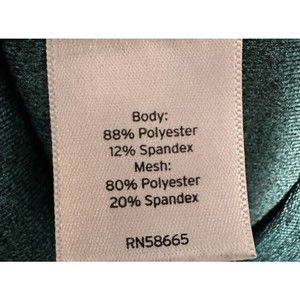 Body:
88% Polyester
12% Spandex
Mesh:
80% Polyester
20% Spandex
RN58665